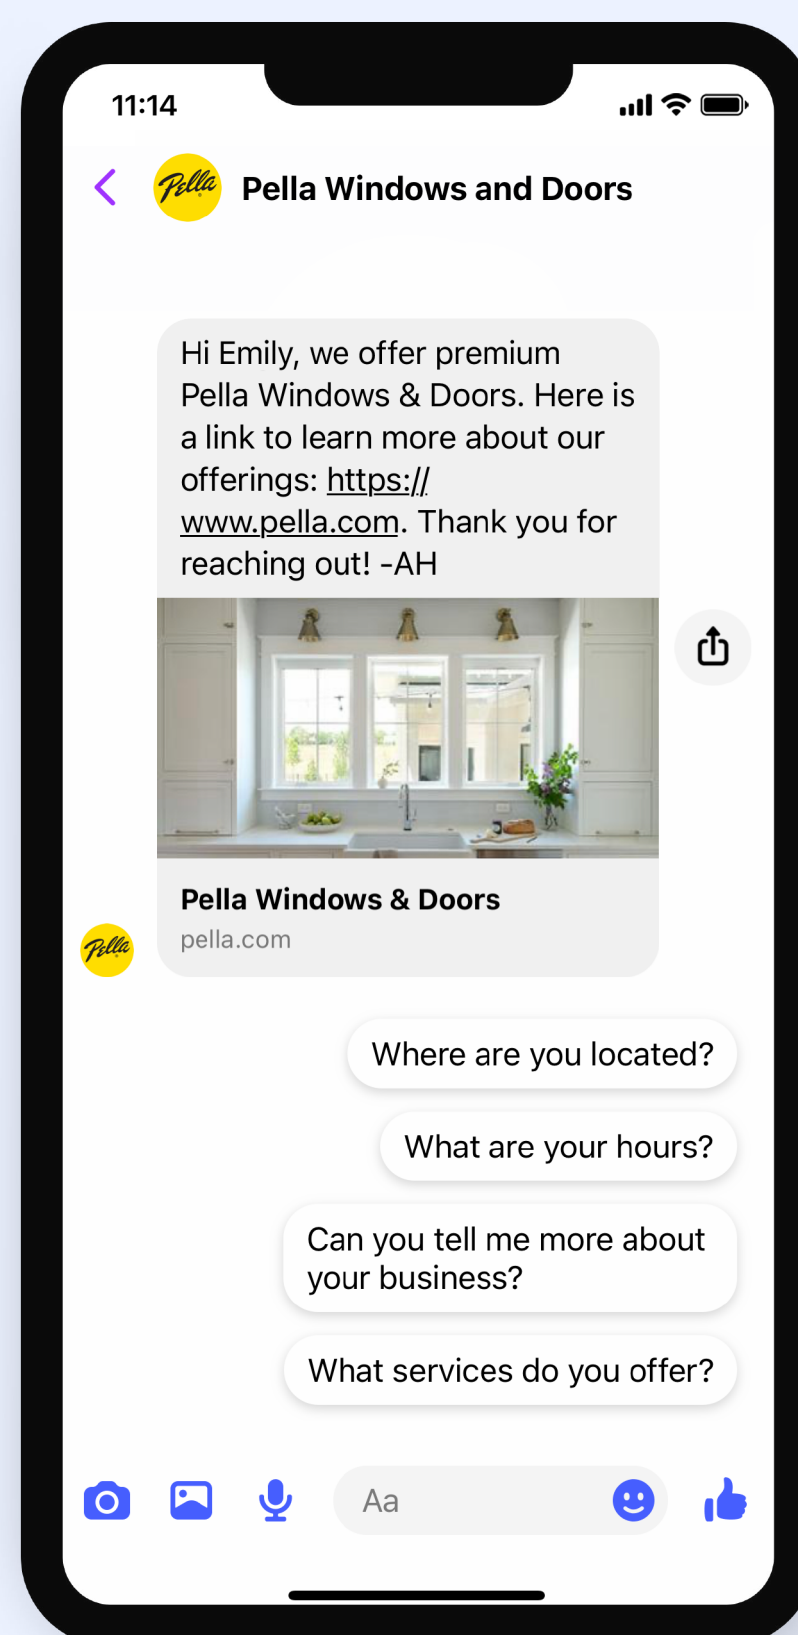 11:14
Pella
Pella Windows and Doors
Hi Emily, we offer premium
Pella Windows & Doors. Here is
a link to learn more about our
offerings: https://
www.pella.com. Thank you for
reaching out! -AH
Pella Windows & Doors
pella.com
Pella
Where are you located?
What are your hours?
Can you tell me more about
your business?
What services do you offer?
Aa